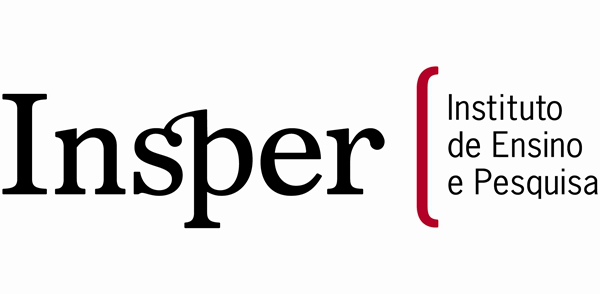 Insper
Instituto
de Ensino
e Pesquisa